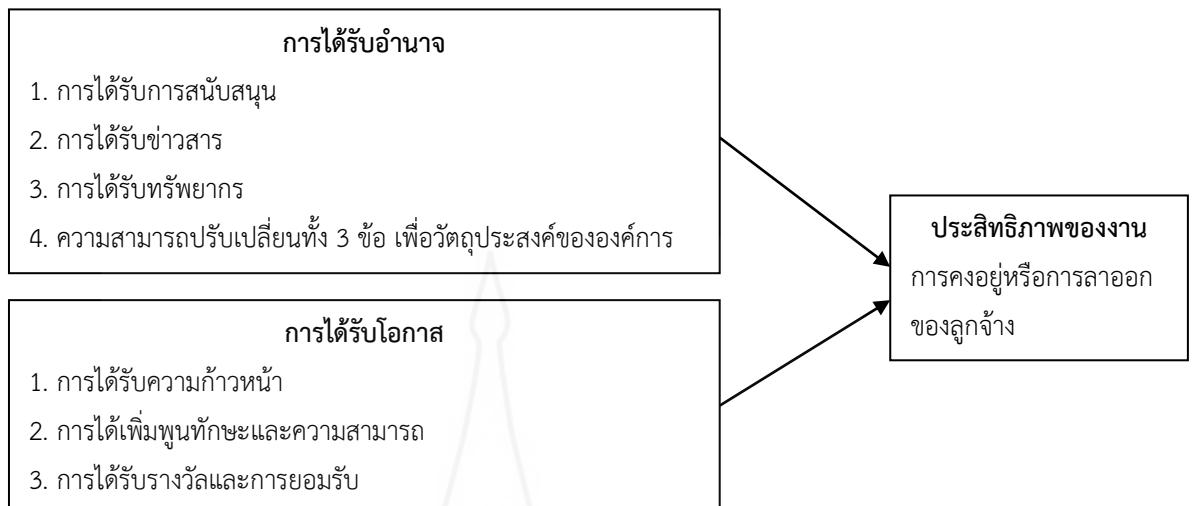 การได้รับอำนาจ
1. การได้รับการสนับสนุน
2. การได้รับข่าวสาร
3. การได้รับทรัพยากร
4. ความสามารถปรับเปลี่ยนทั้ง 3 ข้อ เพื่อวัตถุประสงค์ขององค์การ
การได้รับโอกาส
1. การได้รับความก้าวหน้า
2. การได้เพิ่มพูนทักษะและความสามารถ
3. การได้รับรางวัลและการยอมรับ
ประสิทธิภาพของงาน
การคงอยู่หรือการลาออก
ของลูกจ้าง